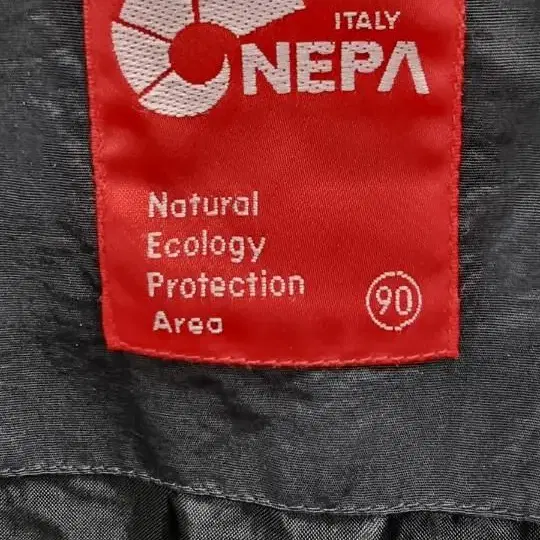 ITALY
NEPA
Natural
Ecology
Protection
Area
90